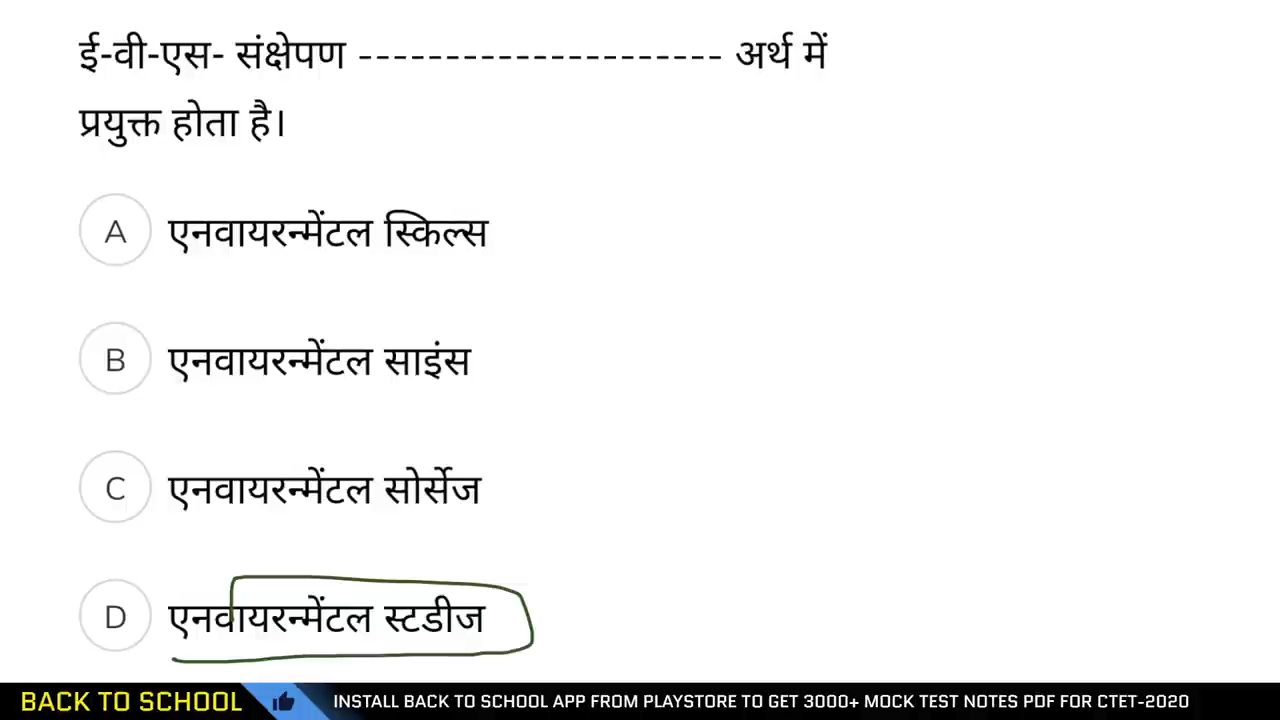 ई-वी-एस- संक्षेपण --------------------- अर्थ में
प्रयुक्त होता है।
A एनवायरन्मेंटल स्किल्स
B एनवायरन्मेंटल साइंस
C एनवायरन्मेंटल सोर्सेज
D एनवायरन्मेंटल स्टडीज
BACK TO SCHOOL INSTALL BACK TO SCHOOL APP FROM PLAYSTORE TO GET 3000+ MOCK TEST NOTES PDF FOR CTET-2020